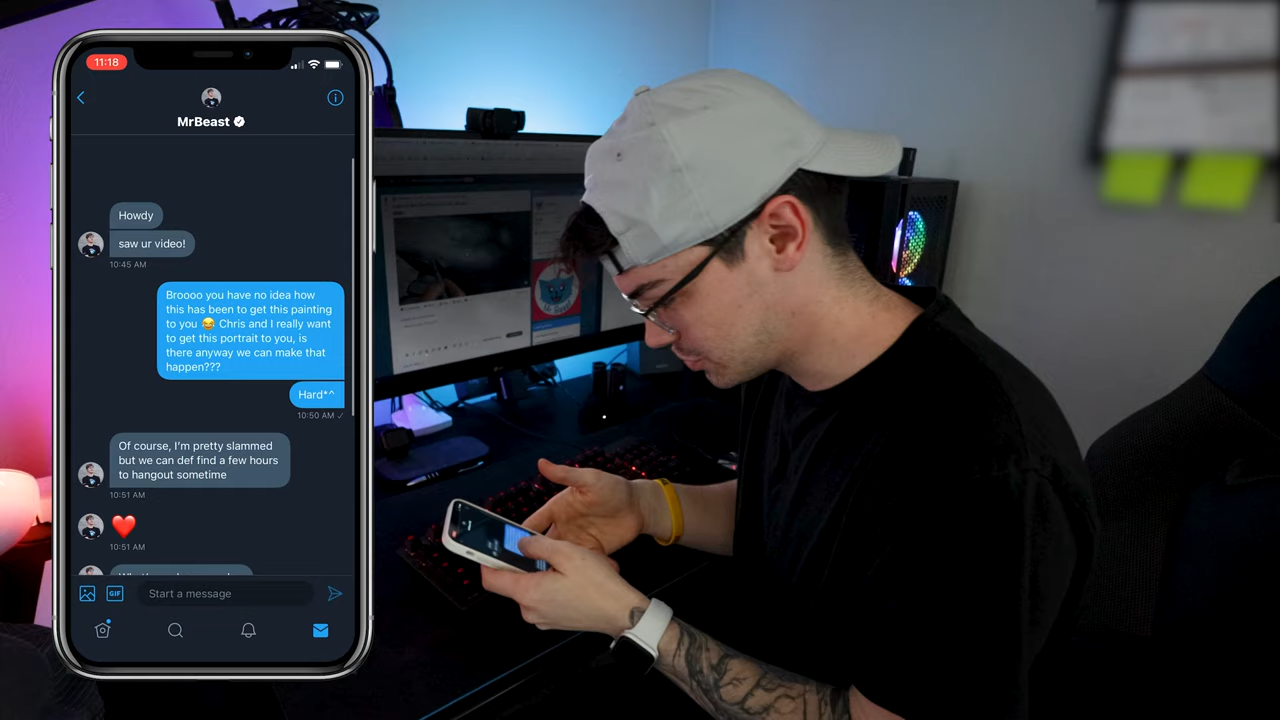 11:18
MrBeast
Howdy
saw ur video!
10:45 AM
Broooo you have no idea how
this has been to get this painting
to you 😂 Chris and I really want
to get this portrait to you, is
there anyway we can make that
happen???
Hard*^
10:50 AM ✓
Of course, I'm pretty slammed
but we can def find a few hours
to hangout sometime
10:51 AM
❤️
10:51 AM
GIF
Start a message